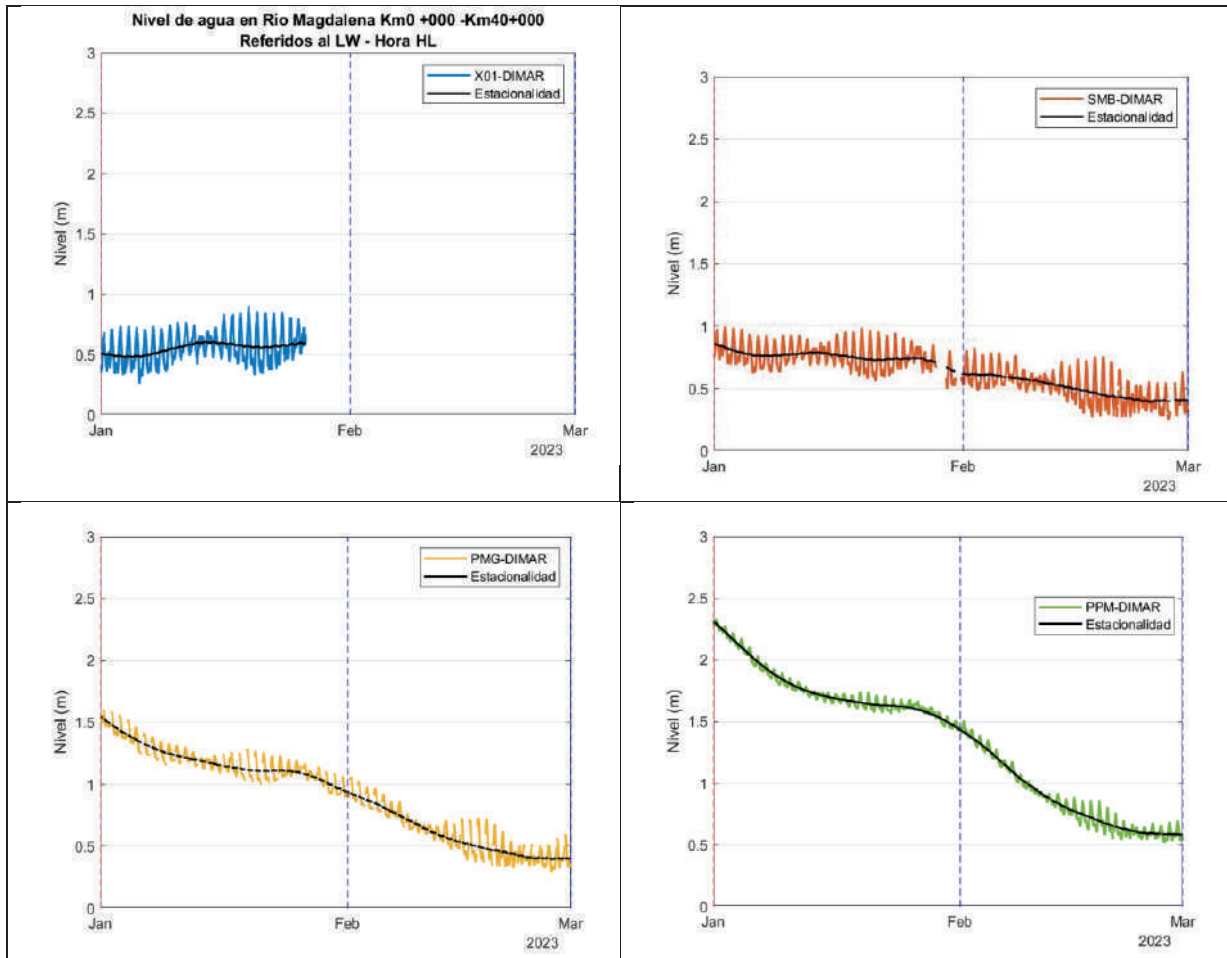 Nivel de agua en Rio Magdalena Km0 +000 -Km40+000
Referidos al LW - Hora HL
3
2.5
2
1.5
1
0.5
0
Nivel (m)
X01-DIMAR
Estacionalidad
Jan
Feb
Mar
2023
3
2.5
2
1.5
1
0.5
0
Nivel (m)
SMB-DIMAR
Estacionalidad
Jan
Feb
Mar
2023
3
2.5
2
1.5
1
0.5
0
Nivel (m)
PMG-DIMAR
Estacionalidad
Jan
Feb
Mar
2023
3
2.5
2
1.5
1
0.5
0
Nivel (m)
PPM-DIMAR
Estacionalidad
Jan
Feb
Mar
2023